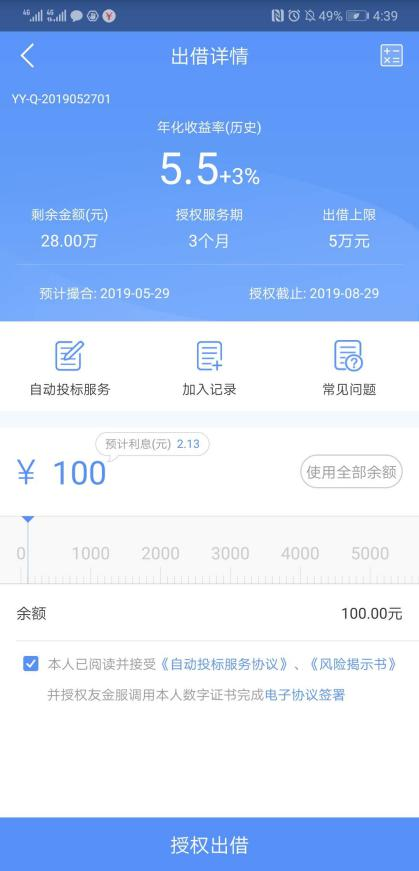 4G 4G 49% 4:39
出借详情
YY-Q-2019052701
年化收益率(历史)
5.5+3%
剩余金额(元) 授权服务期 出借上限
28.00万 3个月 5万元
预计撮合: 2019-05-29 授权截止: 2019-08-29
自动投标服务 加入记录 常见问题
预计利息(元) 2.13
¥ 100 使用全部余额
0 1000 2000 3000 4000 5000
余额 100.00元
本人已阅读并接受《自动投标服务协议》、《风险揭示书》
并授权友金服调用本人数字证书完成电子协议签署
授权出借